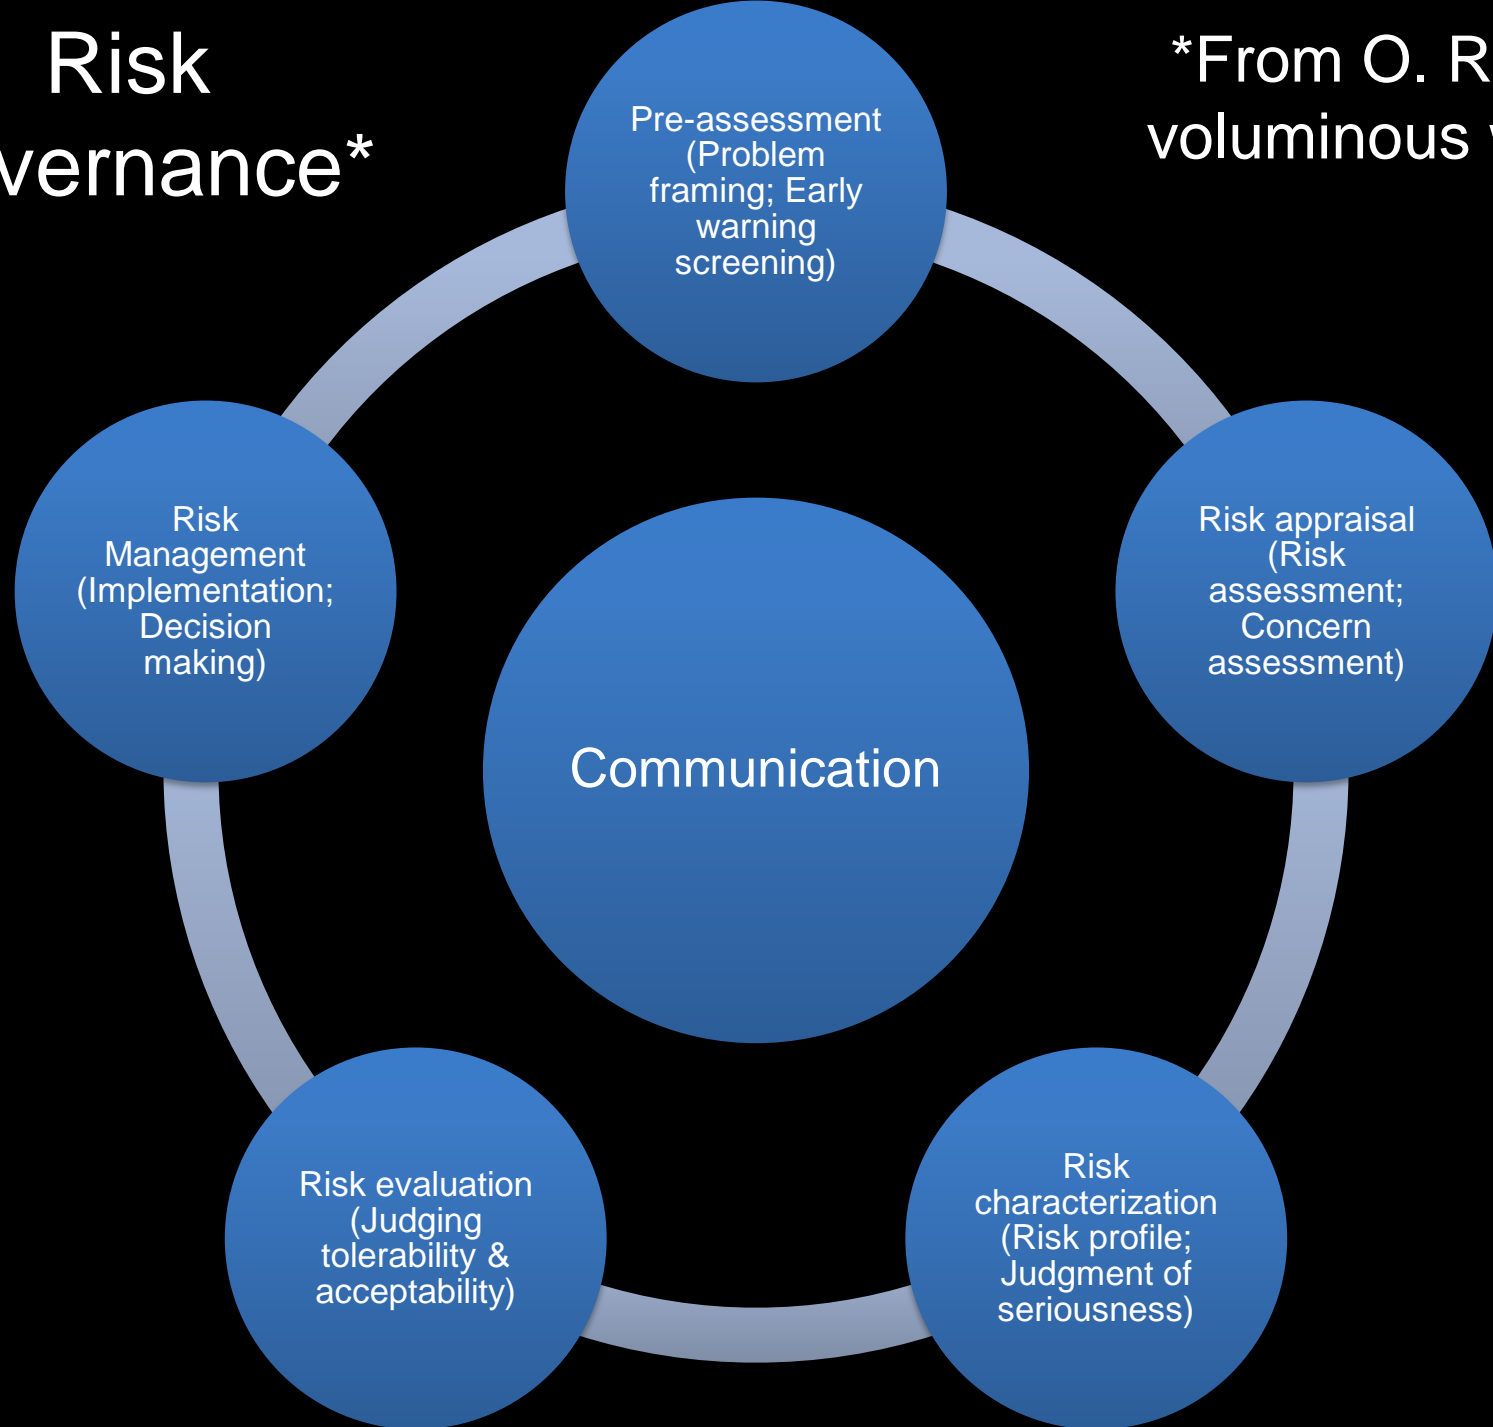 Risk
vernance*
*From O. R
voluminous
Pre-assessment
(Problem
framing; Early
warning
screening)
Risk appraisal
(Risk
assessment;
Concern
assessment)
Risk
characterization
(Risk profile;
Judgment of
seriousness)
Risk evaluation
(Judging
tolerability &
acceptability)
Risk
Management
(Implementation;
Decision
making)
Communication